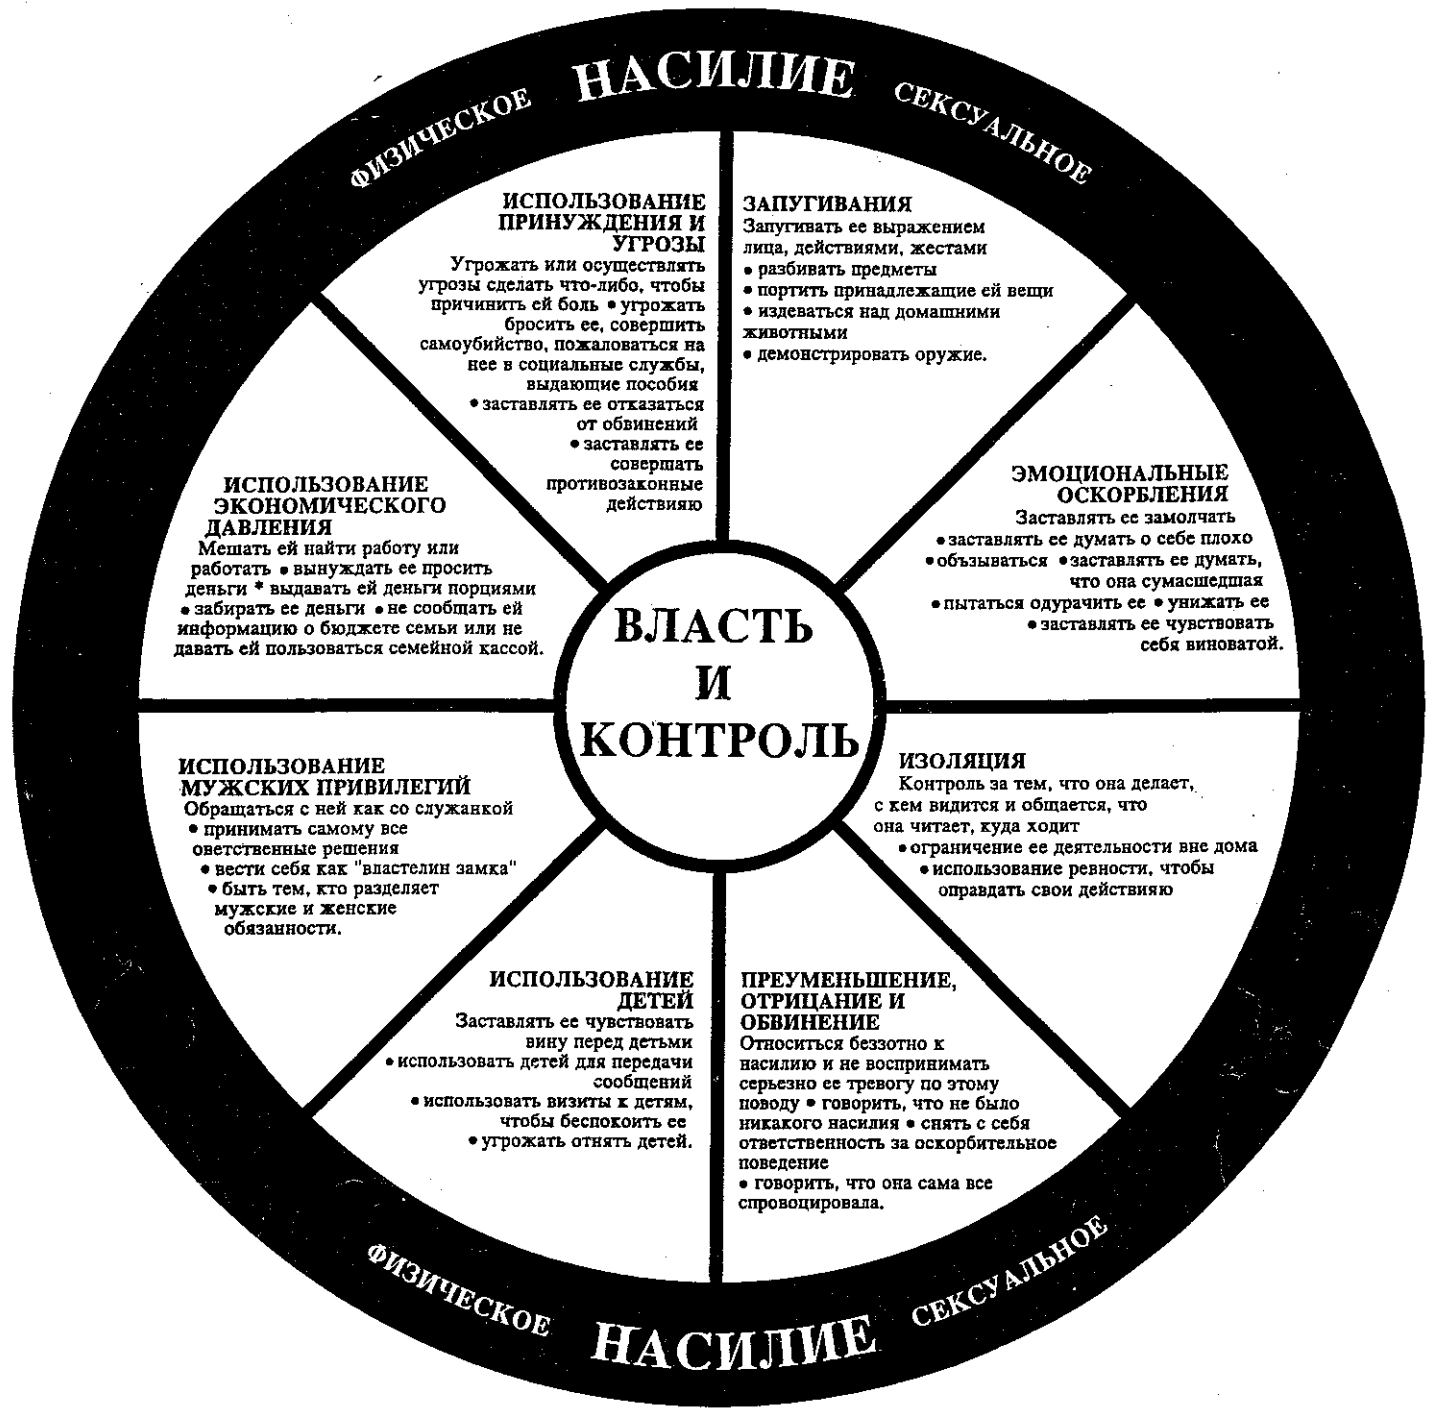 ФИЗИЧЕСКОЕ НАСИЛИЕ СЕКСУАЛЬНОЕ
ИСПОЛЬЗОВАНИЕ
ПРИНУЖДЕНИЯ И
УГРОЗЫ
Угрожать или осуществлять
угрозы сделать что-либо, чтобы
причинить ей боль • угрожать
бросить ее, совершить
самоубийство, пожаловаться на
нее в социальные службы,
выдающие пособия
• заставлять ее отказаться
от обвинений
• заставлять ее
совершать
противозаконные
действияю
ЗАПУГИВАНИЯ
Запугивать ее выражением
лица, действиями, жестами
• разбивать предметы
• портить принадлежащие ей вещи
• издеваться над домашними
животными
• демонстрировать оружие.
ЭМОЦИОНАЛЬНЫЕ
ОСКОРБЛЕНИЯ
Заставлять ее замолчать
• заставлять ее думать о себе плохо
• объзываться • заставлять ее думать,
что она сумасшедшая
• пытаться одурачить ее • унижать ее
• заставлять ее чувствовать
себя виноватой.
ИЗОЛЯЦИЯ
Контроль за тем, что она делает,
с кем видится и общается, что
она читает, куда ходит
• ограничение ее деятельности вне дома
• использование ревности, чтобы
оправдать свои действияю
ПРЕУМЕНЬШЕНИЕ,
ОТРИЦАНИЕ И
ОБВИНЕНИЕ
Относиться беззотно к
насилию и не воспринимать
серьезно ее тревогу по этому
поводу • говорить, что не было
никакого насилия • снять с себя
ответственность за оскорбительное
поведение
• говорить, что она сама все
спровоцировала.
ИСПОЛЬЗОВАНИЕ
ДЕТЕЙ
Заставлять ее чувствовать
вину перед детьми
• использовать детей для передачи
сообщений
• использовать визиты к детям,
чтобы беспокоить ее
• угрожать отнять детей.
ИСПОЛЬЗОВАНИЕ
МУЖСКИХ ПРИВИЛЕГИЙ
Обращаться с ней как со служанкой
• принимать самому все
оветственные решения
• вести себя как "властелин замка"
• быть тем, кто разделяет
мужские и женские
обязанности.
ИСПОЛЬЗОВАНИЕ
ЭКОНОМИЧЕСКОГО
ДАВЛЕНИЯ
Мешать ей найти работу или
работать • вынуждать ее просить
деньги * выдавать ей деньги порциями
• забирать ее деньги • не сообщать ей
информацию о бюджете семьи или не
давать ей пользоваться семейной кассой.
ВЛАСТЬ
И
КОНТРОЛЬ
ФИЗИЧЕСКОЕ НАСИЛИЕ СЕКСУАЛЬНОЕ